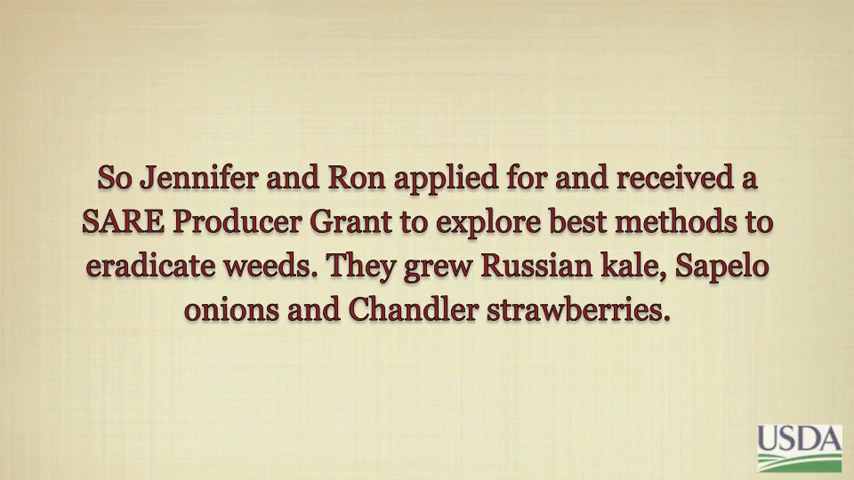 So Jennifer and Ron applied for and received a
SARE Producer Grant to explore best methods to
eradicate weeds. They grew Russian kale, Sapelo
onions and Chandler strawberries.
USDA